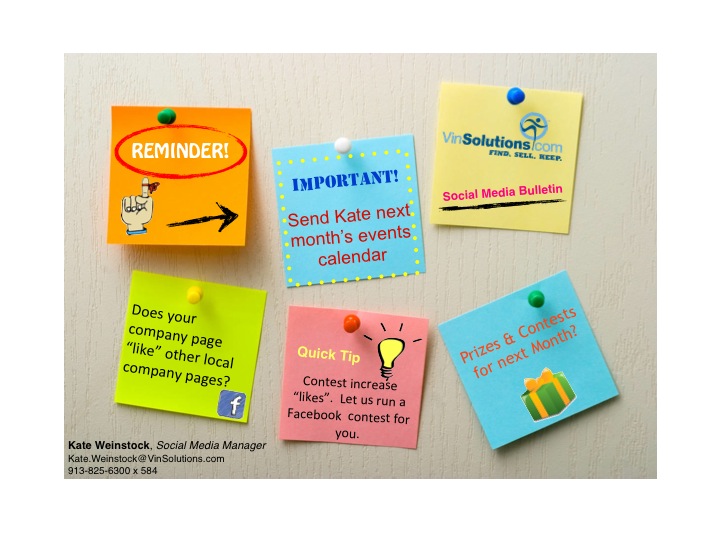 REMINDER!
IMPORTANT!
Send Kate next
month's events
calendar
VinSolutions.com
FIND. SELL. KEEP.
Social Media Bulletin
Does your
company page
"like" other local
company pages?
f
Quick Tip
Contest increase
"likes".  Let us run a
Facebook  contest for
you.
Prizes & Contests
for next Month?
Kate Weinstock, Social Media Manager
Kate.Weinstock@VinSolutions.com
913-825-6300 x 584